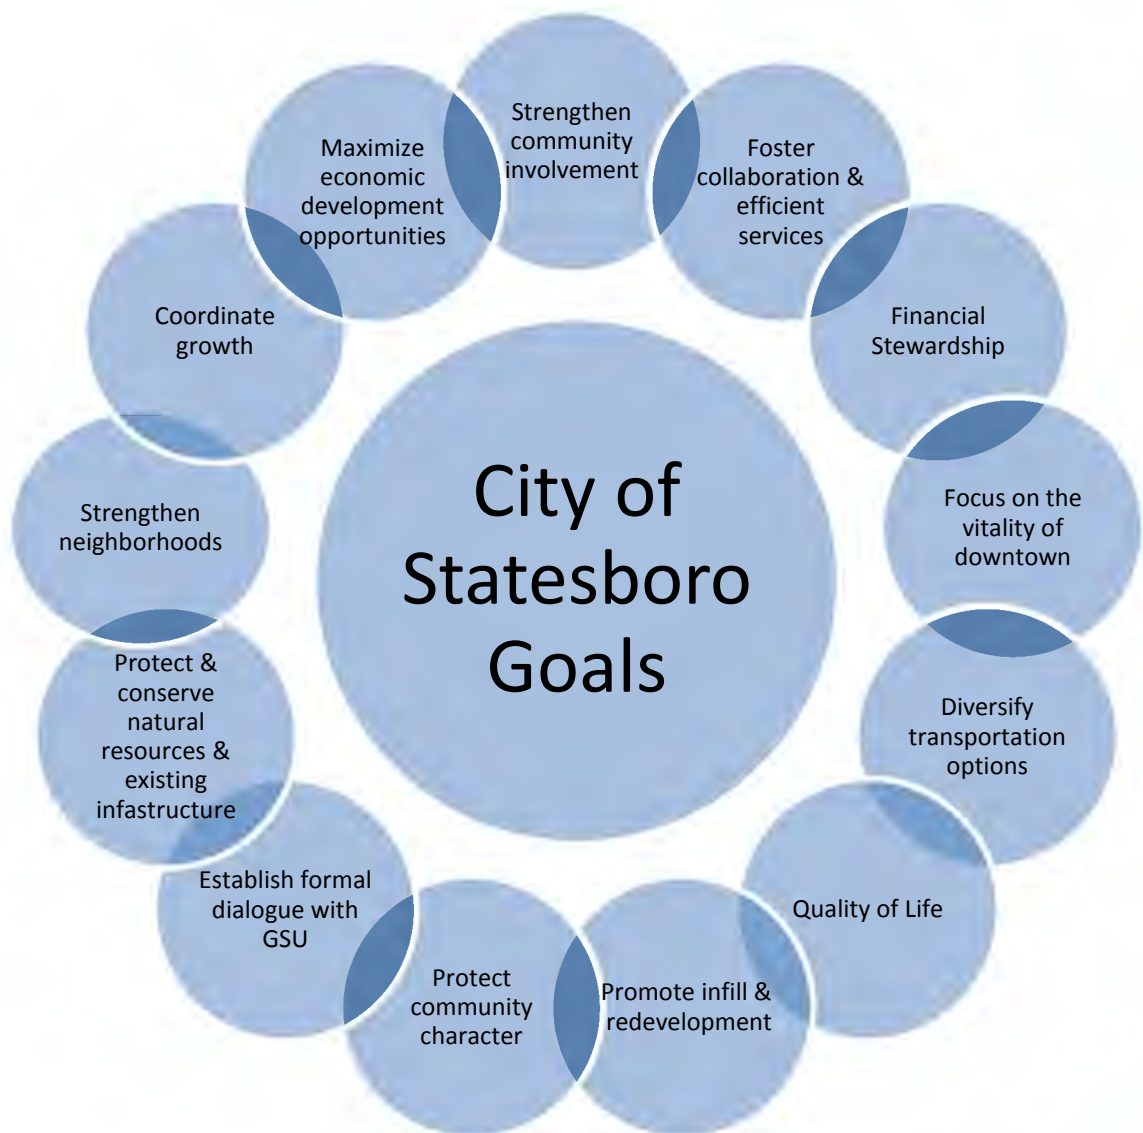 Strengthen
community
involvement
Foster
collaboration &
efficient
services
Financial
Stewardship
Focus on the
vitality of
downtown
Diversify
transportation
options
Quality of Life
Promote infill &
redevelopment
Protect
community
character
Establish formal
dialogue with
GSU
Protect &
conserve
natural
resources &
existing
infastructure
Strengthen
neighborhoods
Coordinate
growth
Maximize
economic
development
opportunities
City of
Statesboro
Goals